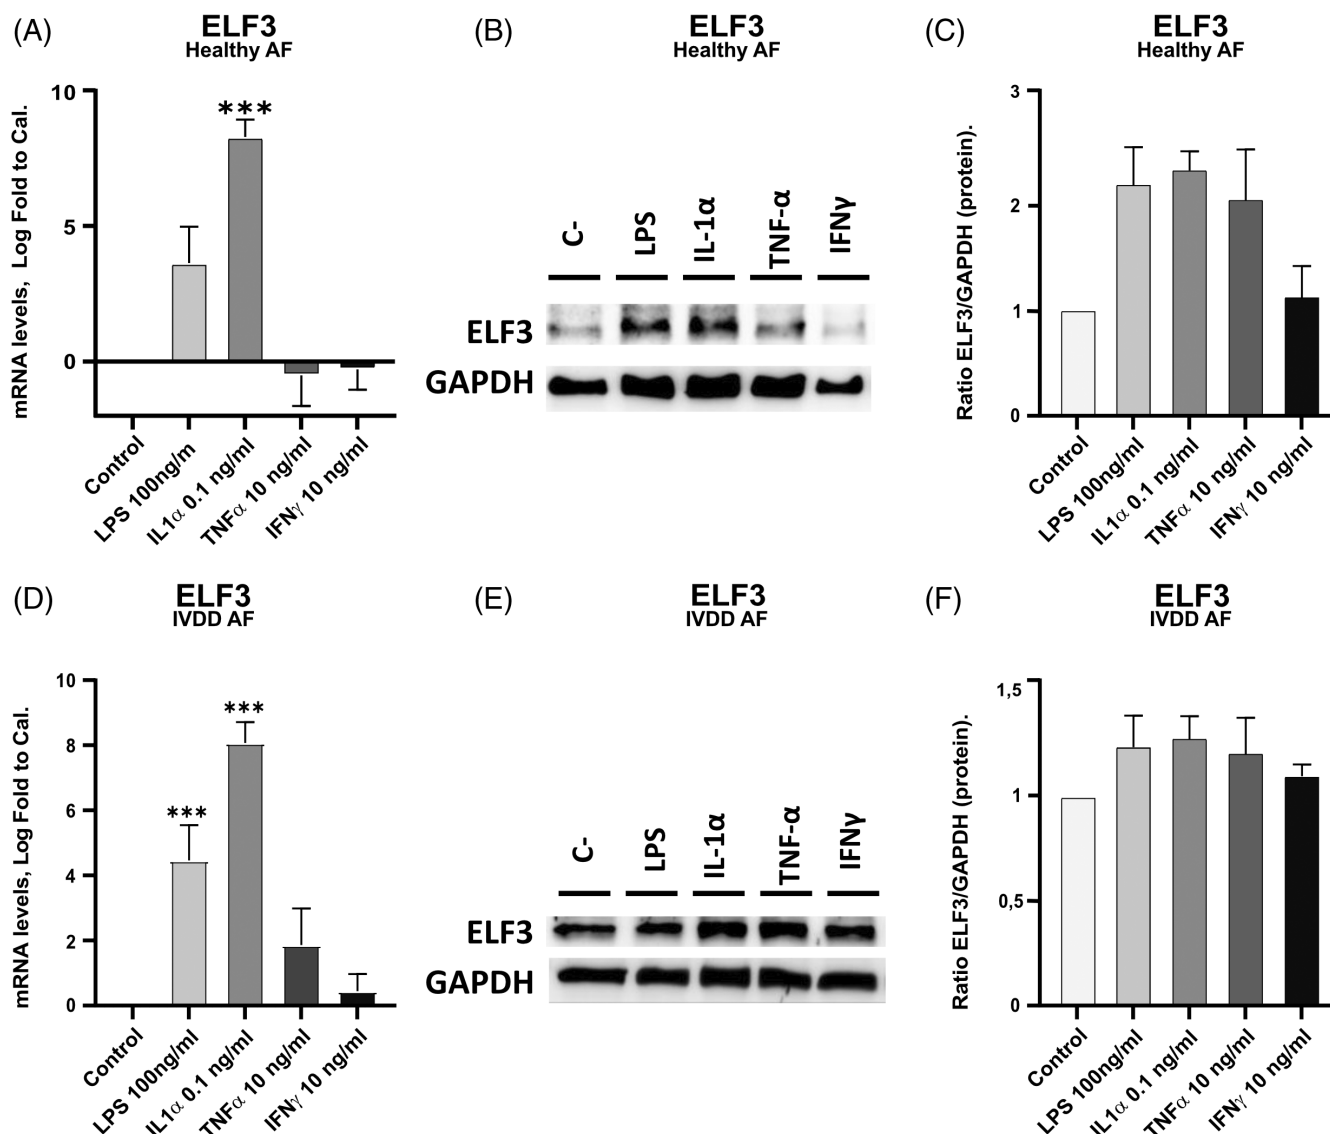 (A)
ELF3
Healthy AF
mRNA levels, Log Fold to Cal.
10
***
5
0
Control
LPS 100ng/m
IL1α 0.1 ng/ml
TNFα 10 ng/ml
IFNγ 10 ng/ml
(B)
ELF3
Healthy AF
C-
LPS
IL-1α
TNF-α
IFNγ
ELF3
GAPDH
(C)
ELF3
Healthy AF
Ratio ELF3/GAPDH (protein).
3
2
1
0
Control
LPS 100ng/ml
IL1α 0.1 ng/ml
TNFα 10 ng/ml
IFNγ 10 ng/ml
(D)
ELF3
IVDD AF
mRNA levels, Log Fold to Cal.
10
8
6
4
2
0
***
***
Control
LPS 100ng/ml
IL1α 0.1 ng/ml
TNFα 10 ng/ml
IFNγ 10 ng/ml
(E)
ELF3
IVDD AF
C-
LPS
IL-1α
TNF-α
IFNγ
ELF3
GAPDH
(F)
ELF3
IVDD AF
Ratio ELF3/GAPDH (protein).
1,5
1
0,5
0
Control
LPS 100ng/ml
IL1α 0.1 ng/ml
TNFα 10 ng/ml
IFNγ 10 ng/ml